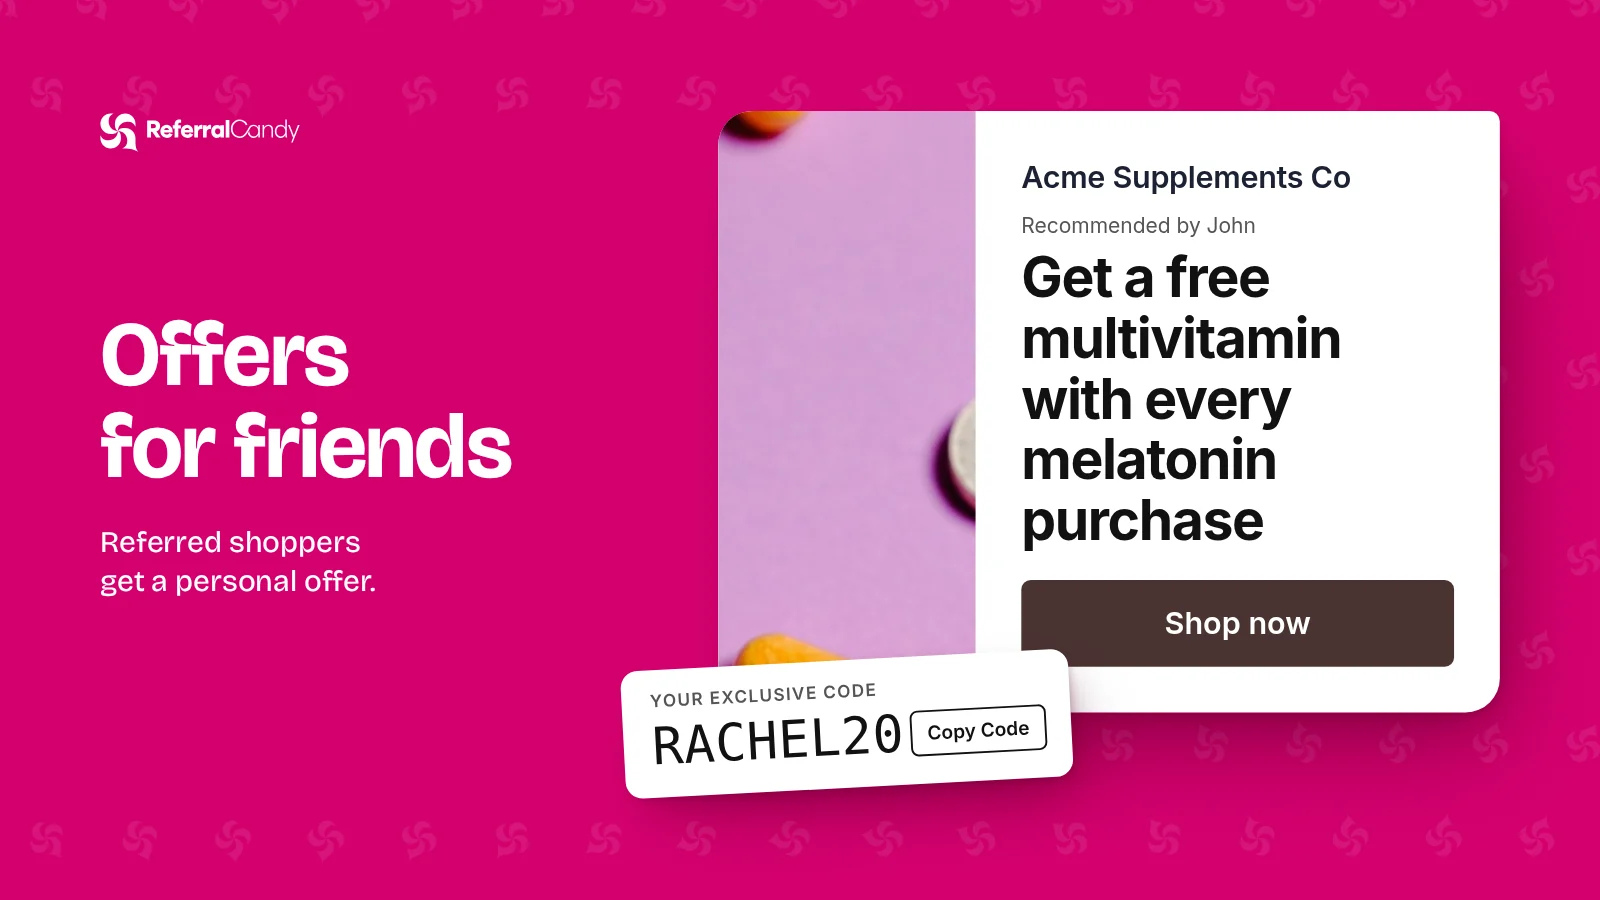 ReferralCandy
Offers
for friends
Referred shoppers
get a personal offer.
Acme Supplements Co
Recommended by John
Get a free
multivitamin
with every
melatonin
purchase
Shop now
YOUR EXCLUSIVE CODE
RACHEL20
Copy Code